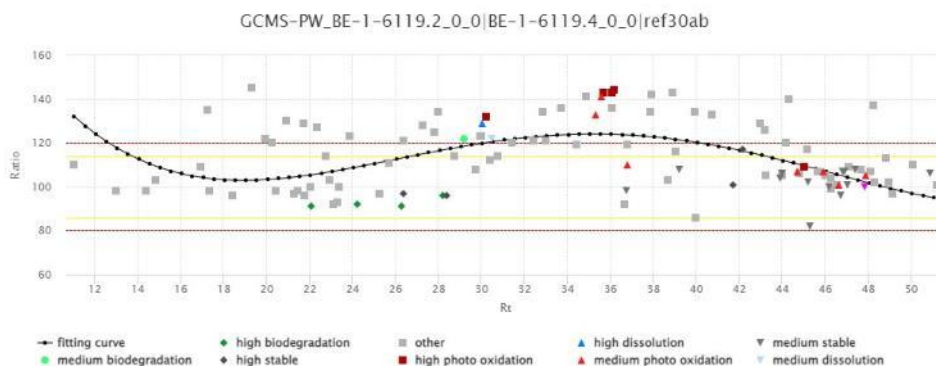 GCMS-PW_BE-1-6119.2_0_0|BE-1-6119.4_0_0|ref30ab
160
140
120
100
80
60
Ratio
12 14 16 18 20 22 24 26 28 30 32 34 36 38 40 42 44 46 48 50
Rt
fitting curve high biodegradation other high dissolution medium stable
medium biodegradation high stable high photo oxidation medium photo oxidation medium dissolution